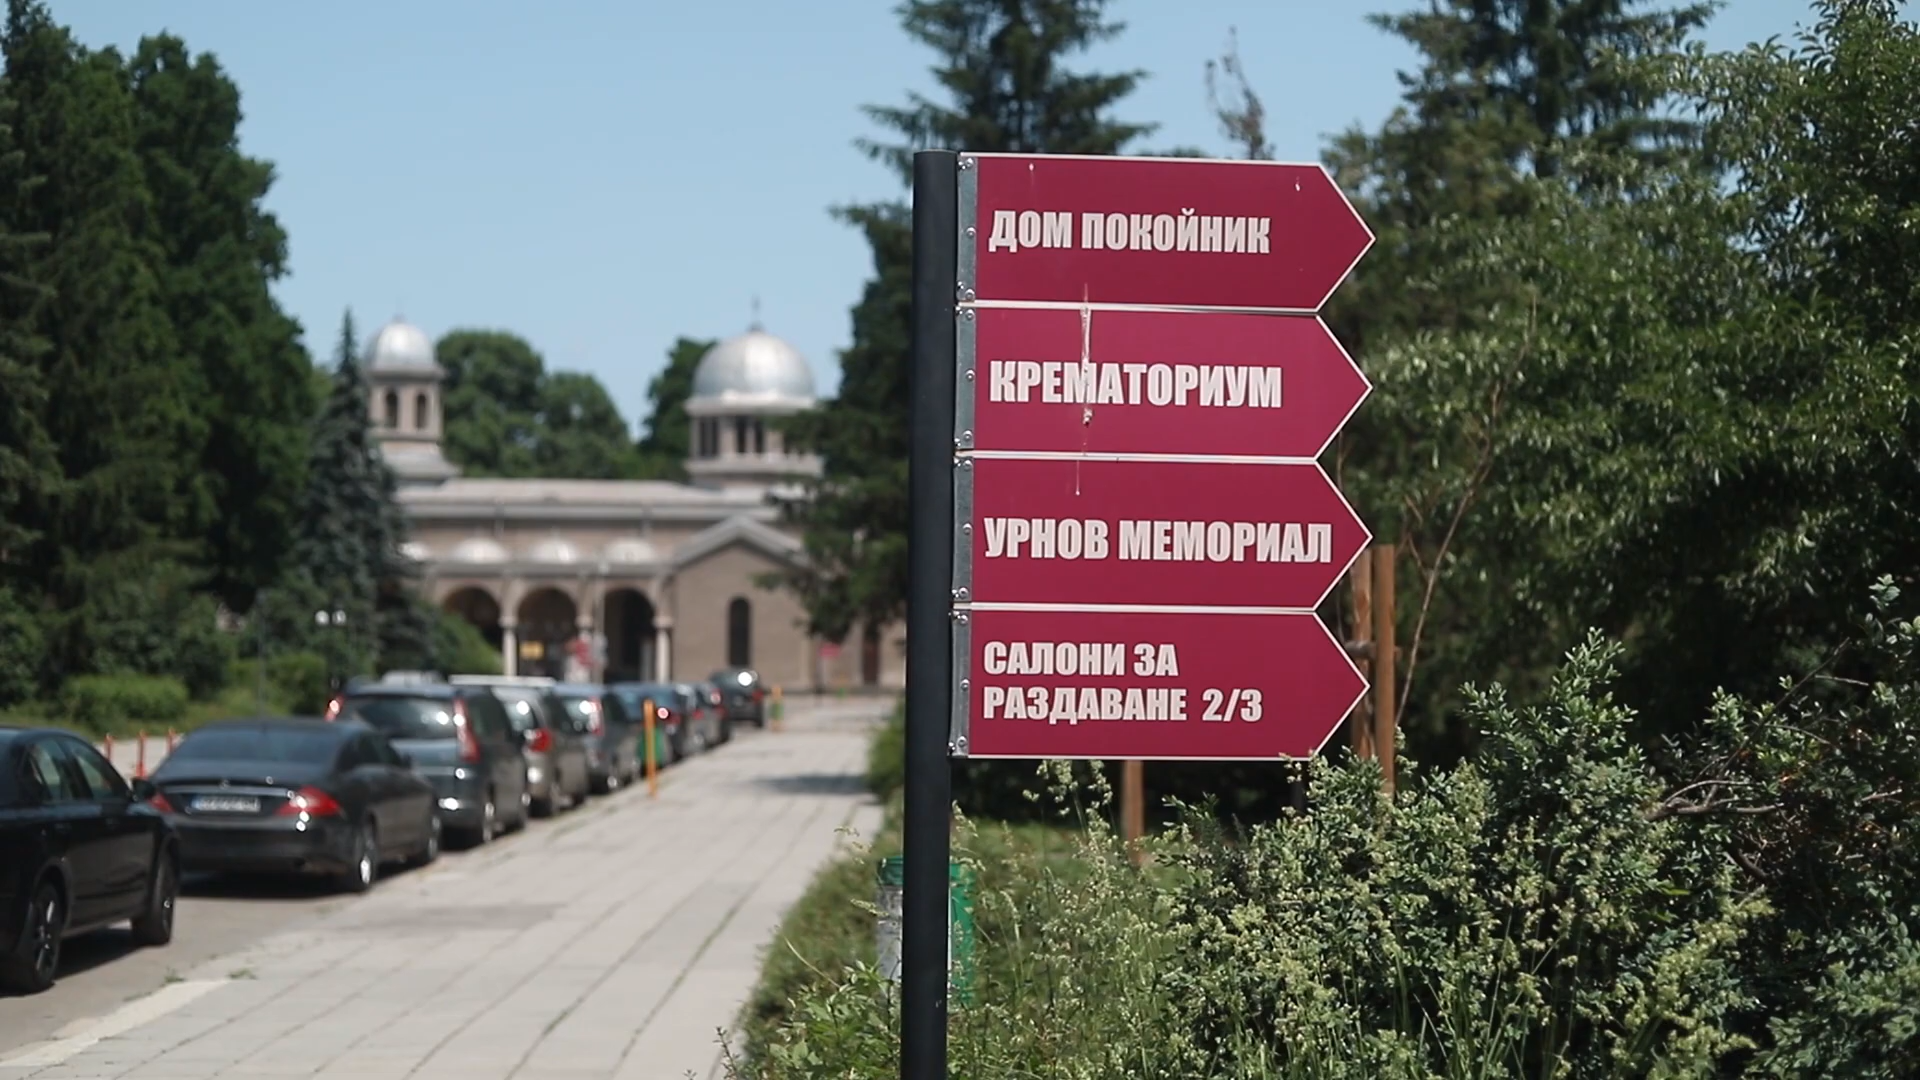 ДОМ ПОКОЙНИК
КРЕМАТОРИУМ
УРНОВ МЕМОРИАЛ
САЛОНИ ЗА
РАЗДАВАНЕ 2/3